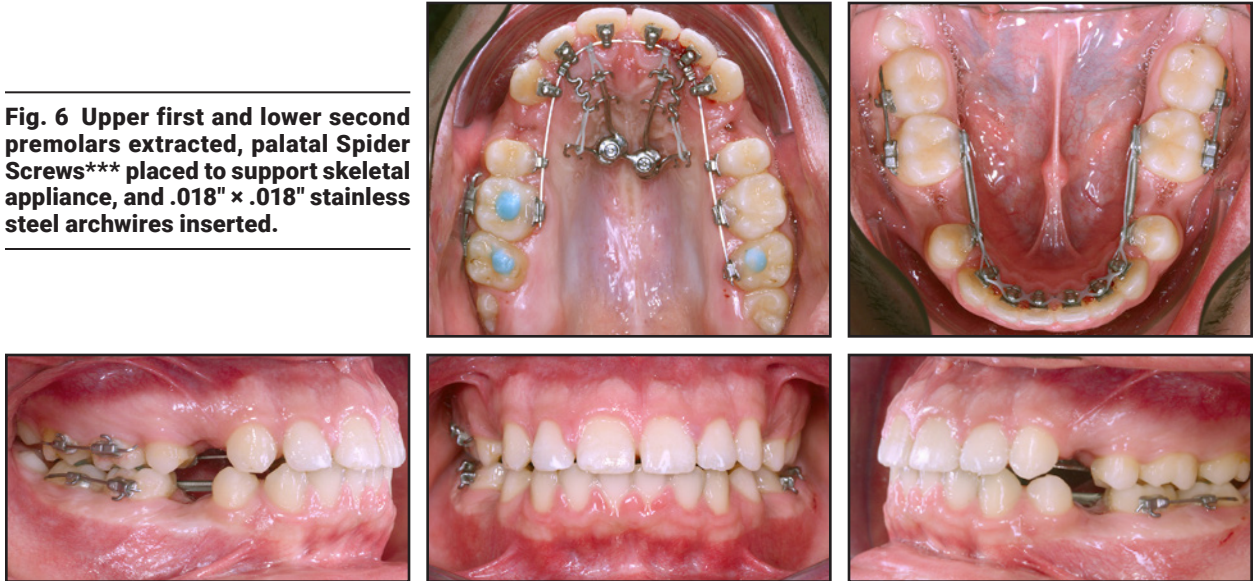 Fig. 6 Upper first and lower second
premolars extracted, palatal Spider
Screws*** placed to support skeletal
appliance, and .018" × .018" stainless
steel archwires inserted.